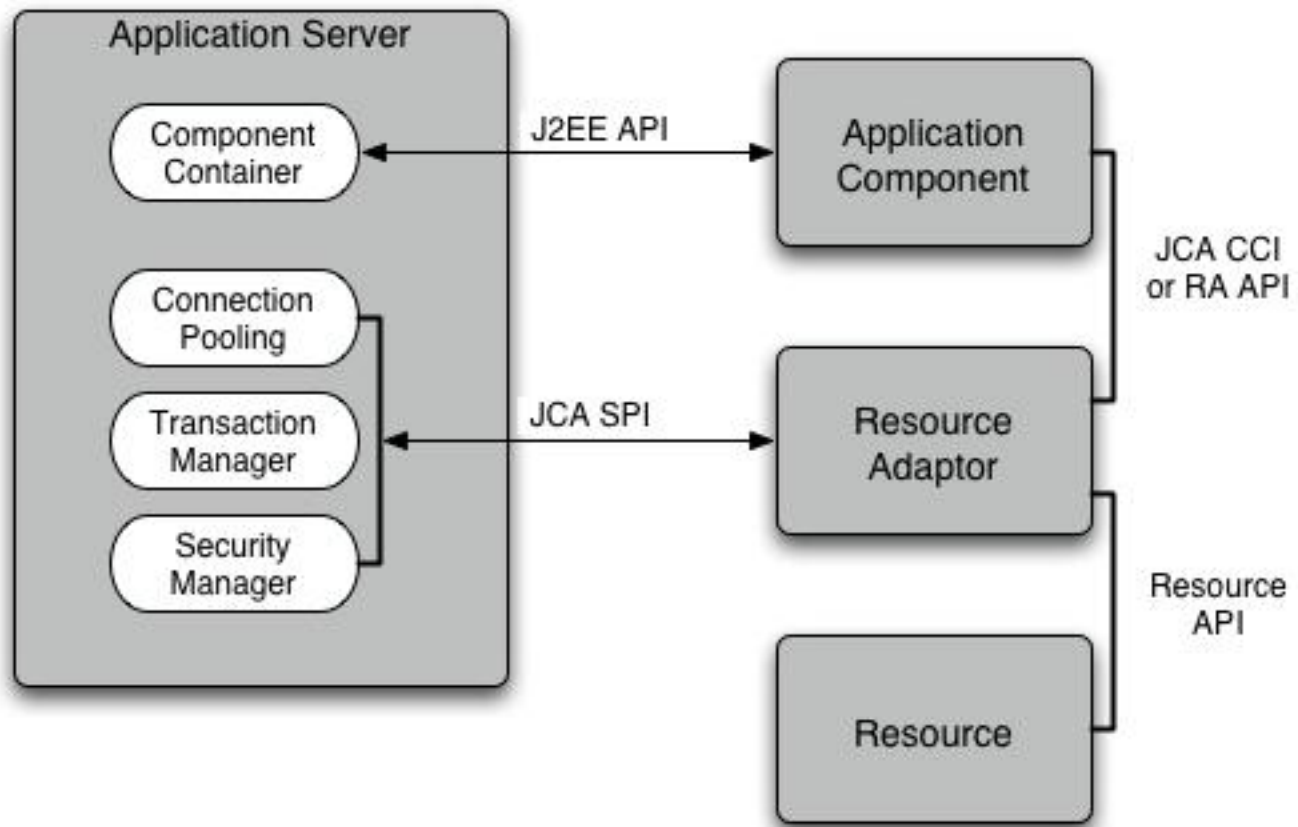 Application Server
Component
Container
J2EE API
Application
Component
JCA CCI
or RA API
Connection
Pooling
Transaction
Manager
JCA SPI
Resource
Adaptor
Security
Manager
Resource
API
Resource